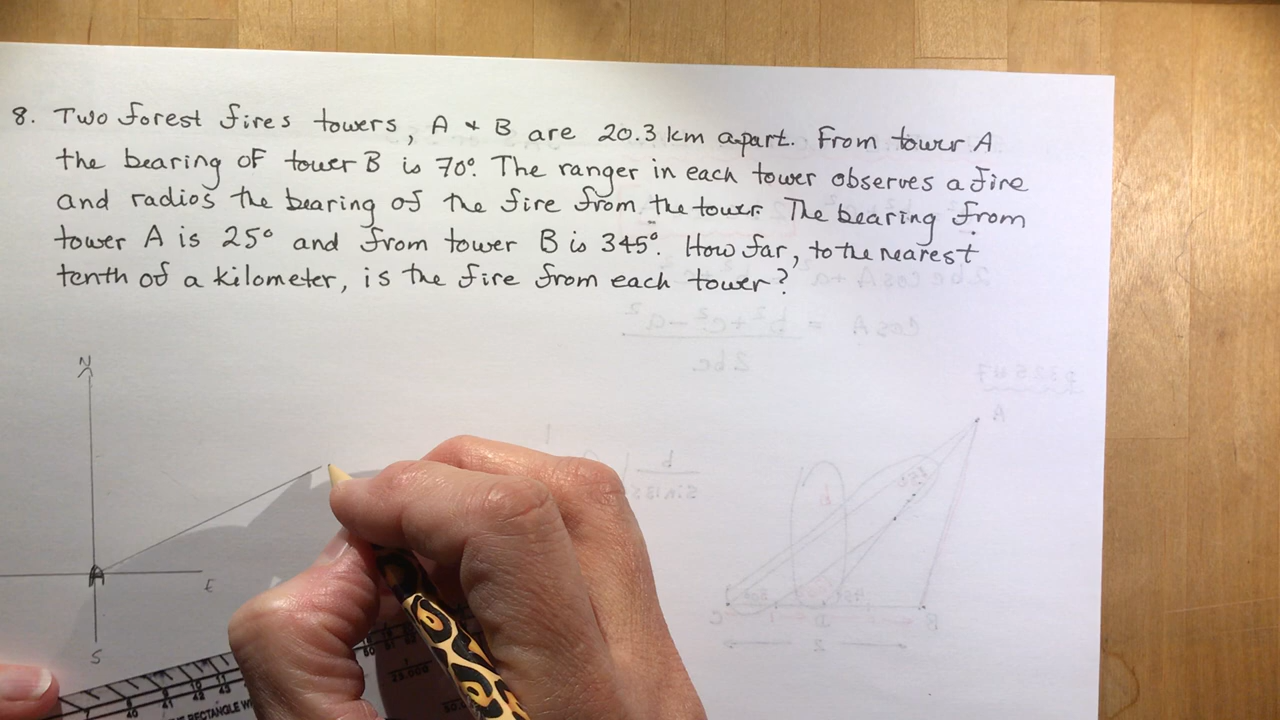 8. Two forest fires towers, A + B are 20.3 km apart. From tower A
the bearing of tower B is 70°. The ranger in each tower observes a fire
and radio's the bearing of the fire from the tower. The bearing from
tower A is 25° and from tower B is 345°. How far, to the nearest
tenth of a kilometer, is the fire from each tower?
N
A
E
S